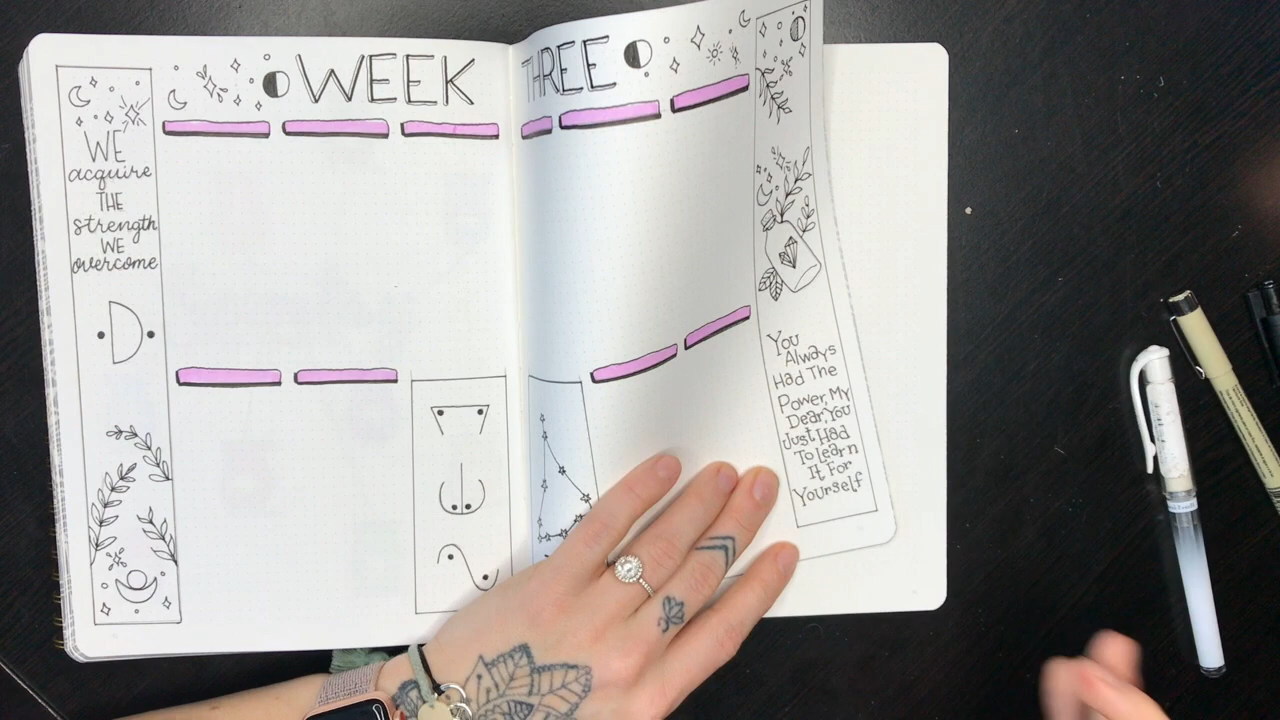 WEEK THREE
WE
acquire
THE
strength
WE
overcome
You
Always
Had The
Power, My
Dear, You
Just Had
To Learn
It For
Yourself